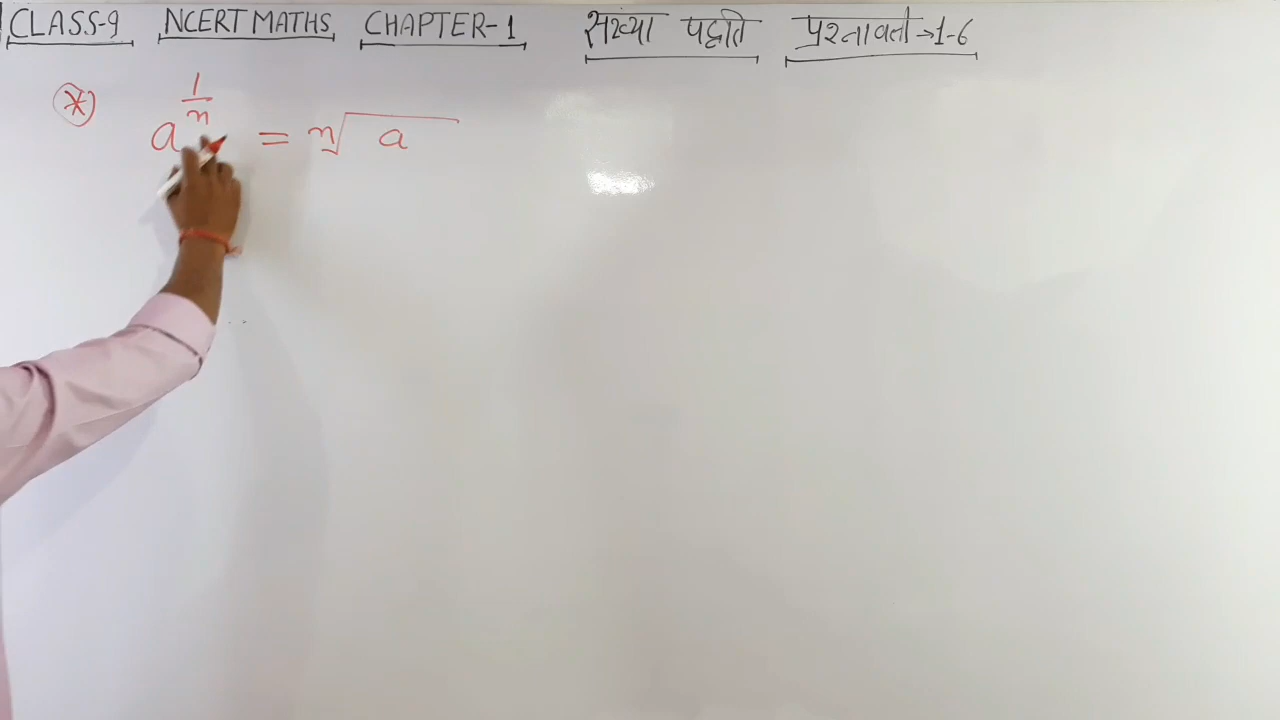 CLASS-9 NCERT MATHS CHAPTER-1 संख्या पद्धति प्रश्नावली→1-6
* a^(1/n) = ⁿ√a